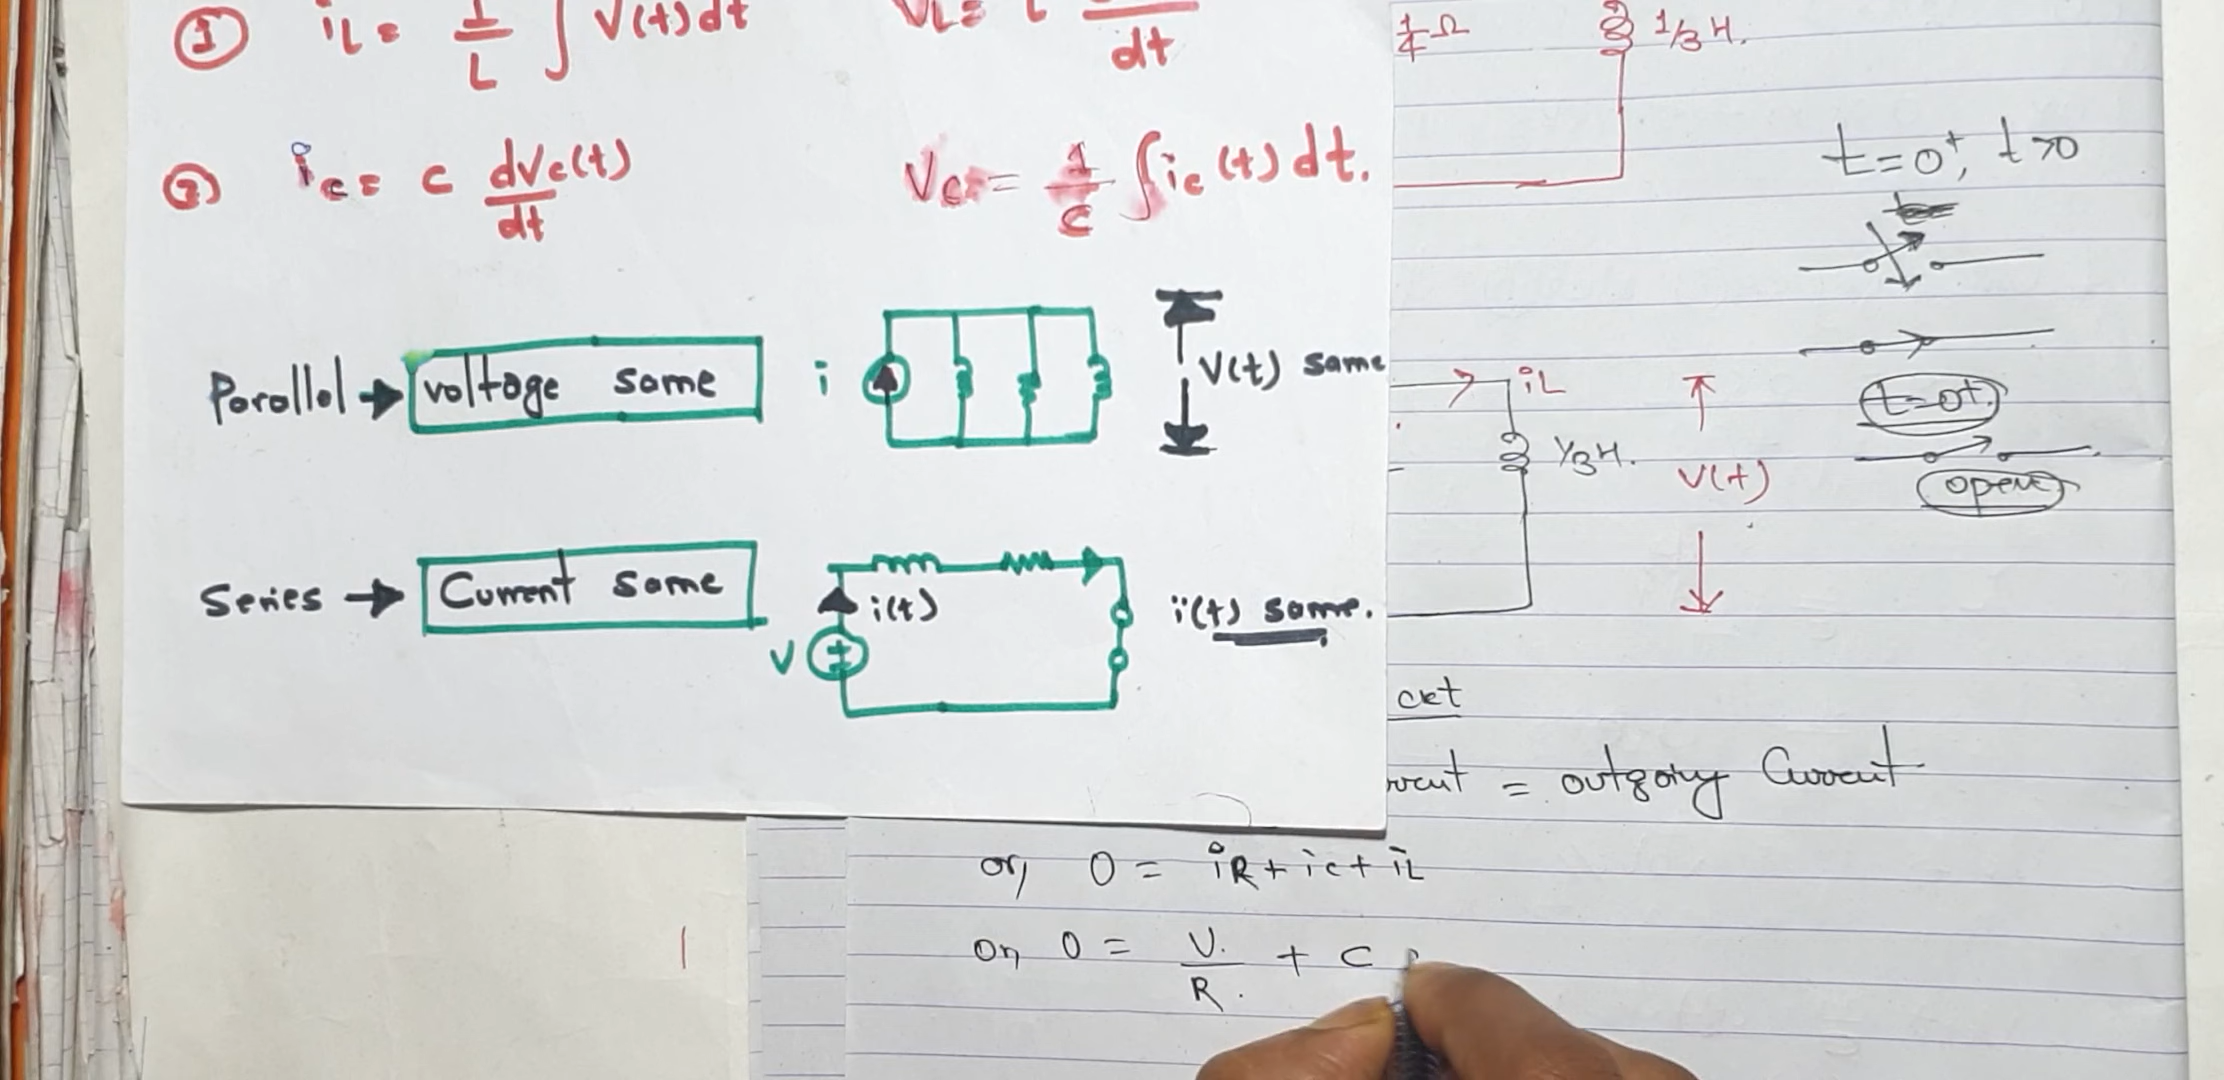 ① iL = 1/L ∫ V(t)dt VL = L
dt
② ic = c dVc(t)/dt Vc = 1/c ∫ic(t) dt.
Parallel → voltage same i V(t) same
Series → Current same i(t) V i(t) same.
1/4 Ω 1/3 H.
t=0⁺, t>0
t=0+.
open
iL
1/3 H.
V(t)
ckt
= outgoing Current
or, 0 = iR + ic + iL
or, 0 = V./R. + C